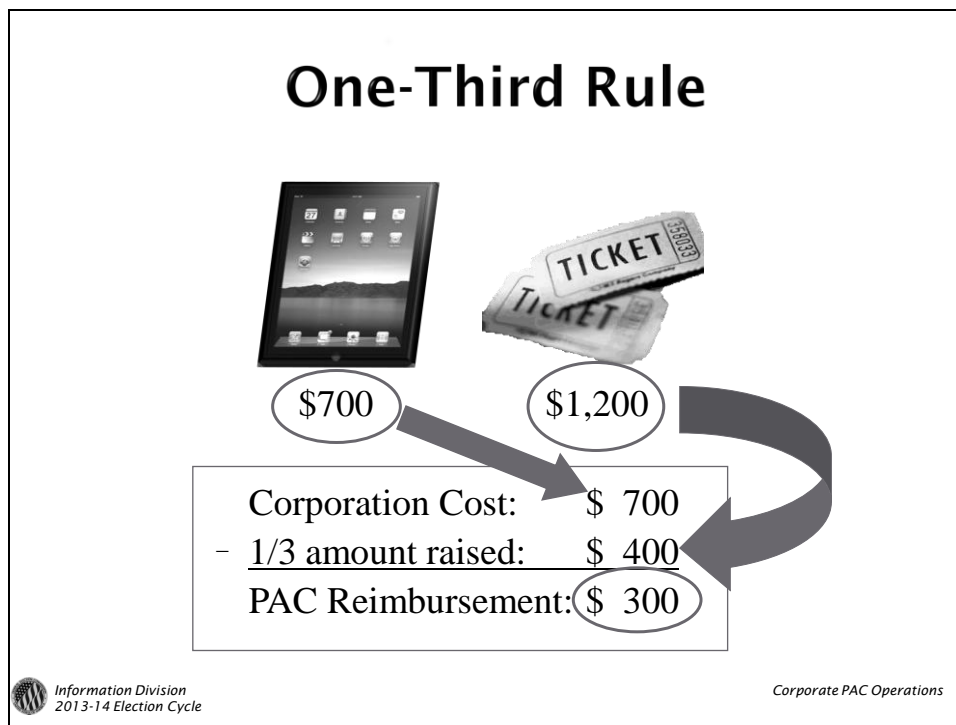 One-Third Rule
TICKET 358033
TICKET
$700
$1,200
Corporation Cost: $ 700
- 1/3 amount raised: $ 400
PAC Reimbursement: $ 300
Information Division
2013-14 Election Cycle
Corporate PAC Operations